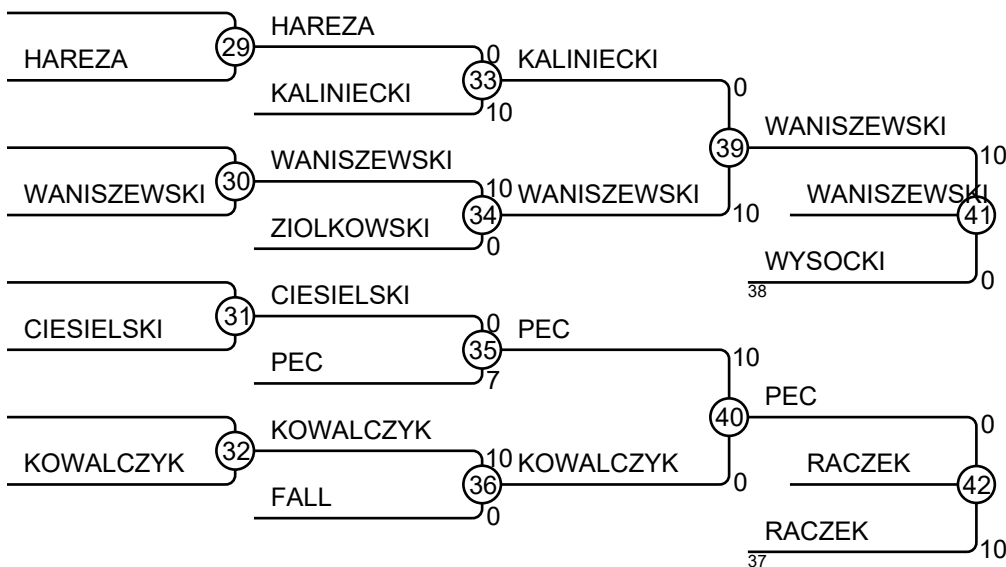 HAREZA
29
HAREZA
0
33
KALINIECKI
10
KALINIECKI
0
WANISZEWSKI
30
WANISZEWSKI
10
34
ZIOLKOWSKI
0
WANISZEWSKI
10
39
WANISZEWSKI
10
WANISZEWSKI
41
WYSOCKI
38
0
CIESIELSKI
31
CIESIELSKI
0
35
PEC
7
PEC
10
KOWALCZYK
32
KOWALCZYK
10
36
FALL
0
KOWALCZYK
0
40
PEC
0
RACZEK
42
RACZEK
37
10